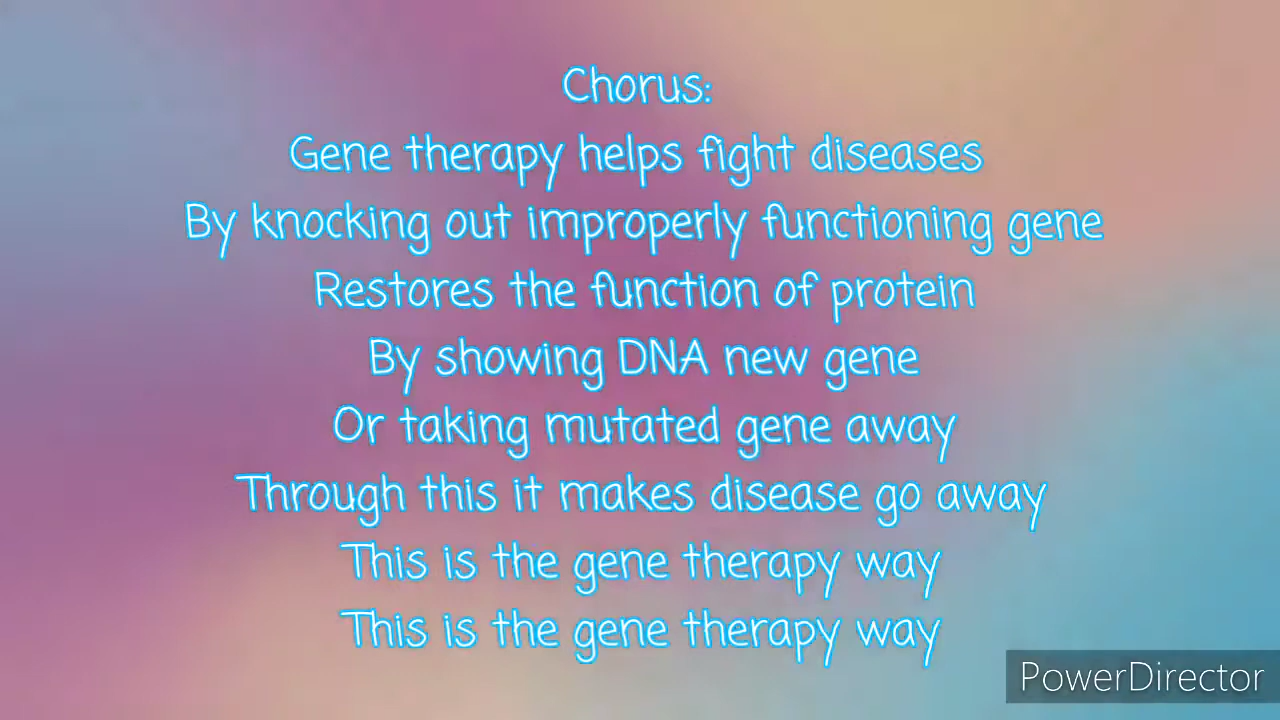 Chorus:
Gene therapy helps fight diseases
By knocking out improperly functioning gene
Restores the function of protein
By showing DNA new gene
Or taking mutated gene away
Through this it makes disease go away
This is the gene therapy way
This is the gene therapy way
PowerDirector